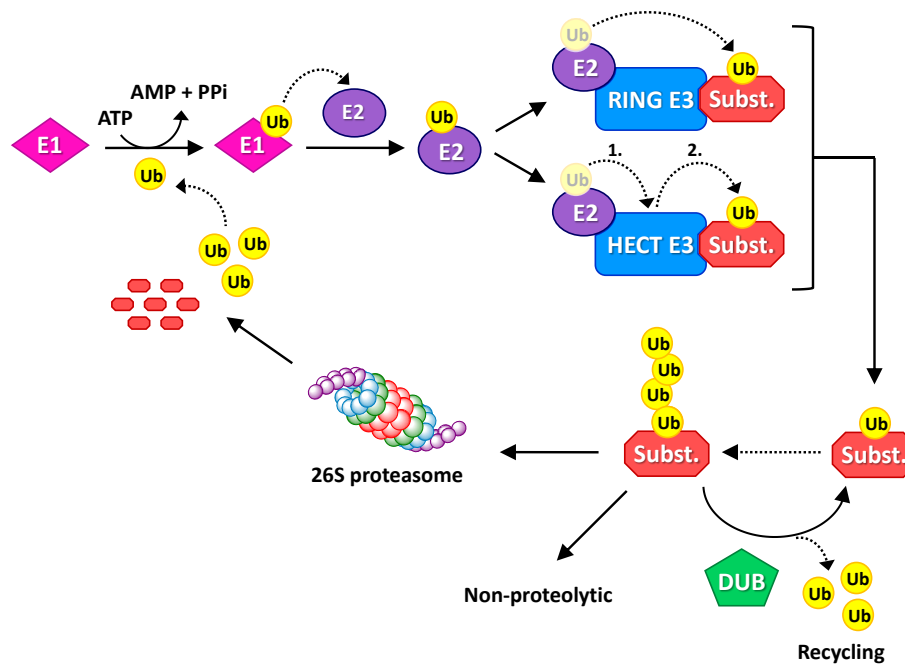 AMP + PPi
ATP
E1
Ub
E1
Ub
E2
Ub
E2
Ub
E2
Ub
RING E3
Subst.
1.
2.
Ub
E2
Ub
HECT E3
Subst.
Ub
Ub
Ub
Ub
Ub
Ub
Ub
Subst.
Ub
Subst.
26S proteasome
Non-proteolytic
DUB
Ub
Ub
Ub
Recycling